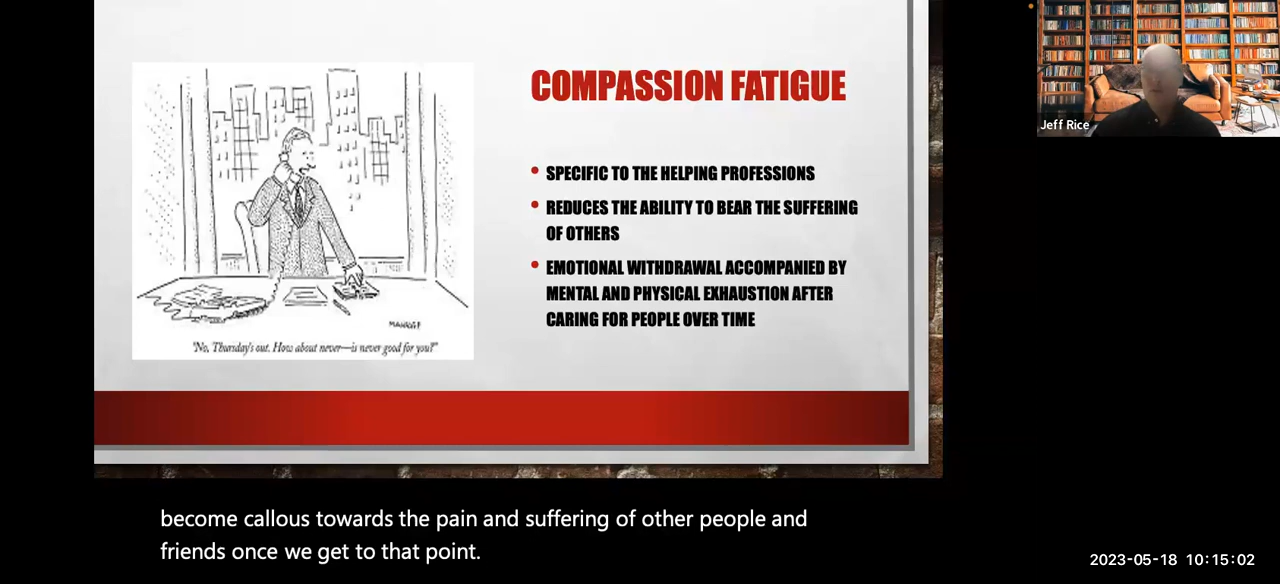 COMPASSION FATIGUE
SPECIFIC TO THE HELPING PROFESSIONS
REDUCES THE ABILITY TO BEAR THE SUFFERING
OF OTHERS
EMOTIONAL WITHDRAWAL ACCOMPANIED BY
MENTAL AND PHYSICAL EXHAUSTION AFTER
CARING FOR PEOPLE OVER TIME
"No, Thursday's out. How about never—is never good for you?"
Jeff Rice
become callous towards the pain and suffering of other people and
friends once we get to that point.
2023-05-18 10:15:02